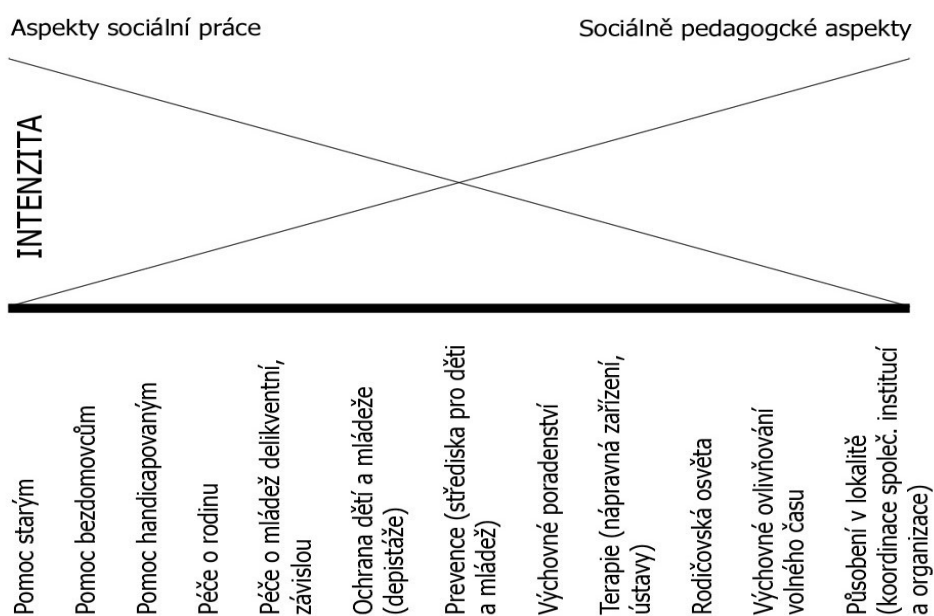 Aspekty sociální práce
Sociálně pedagogcké aspekty
INTENZITA
Pomoc starým
Pomoc bezdomovcům
Pomoc handicapovaným
Péče o rodinu
Péče o mládež delikventní,
závislou
Ochrana dětí a mládeže
(depistáže)
Prevence (střediska pro děti
a mládež)
Výchovné poradenství
Terapie (nápravná zařízení,
ústavy)
Rodičovská osvěta
Výchovné ovlivňování
volného času
Působení v lokalitě
(koordinace společ. institucí
a organizace)